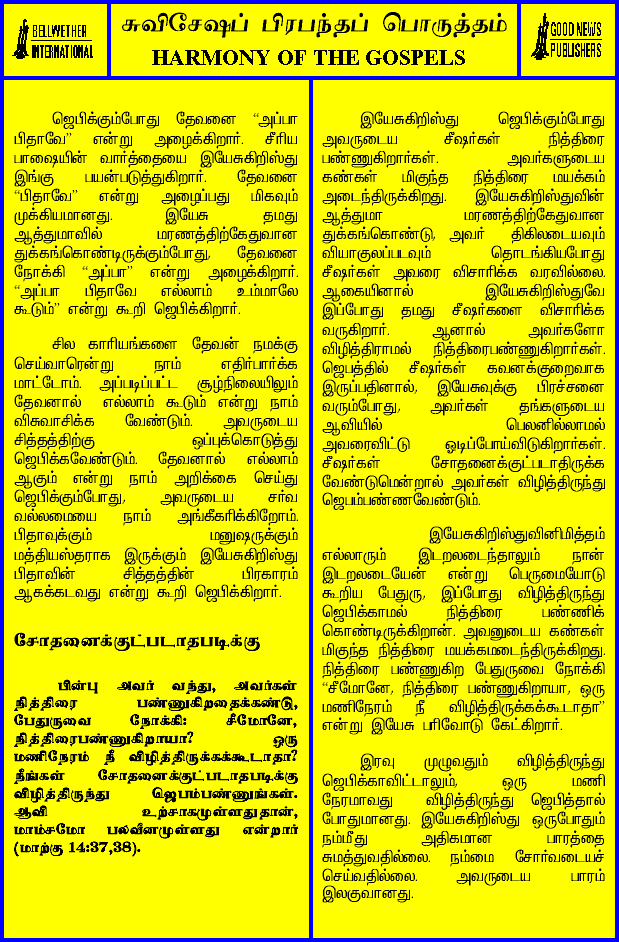 BELLWETHER
INTERNATIONAL
சுவிசேஷப் பிரபந்தப் பொருத்தம்
HARMONY OF THE GOSPELS
GOOD NEWS
PUBLISHERS
ஜெபிக்கும்போது தேவனை “அப்பா
பிதாவே” என்று அழைக்கிறார். சீரிய
பாஷையின் வார்த்தையை இயேசுகிறிஸ்து
இங்கு பயன்படுத்துகிறார். தேவனை
“பிதாவே” என்று அழைப்பது மிகவும்
முக்கியமானது. இயேசு தமது
ஆத்துமாவில் மரணத்திற்கேதுவான
துக்கங்கொண்டிருக்கும்போது, தேவனை
நோக்கி “அப்பா” என்று அழைக்கிறார்.
“அப்பா பிதாவே எல்லாம் உம்மாலே
கூடும்” என்று கூறி ஜெபிக்கிறார்.
சில காரியங்களை தேவன் நமக்கு
செய்வாரென்று நாம் எதிர்பார்க்க
மாட்டோம். அப்படிப்பட்ட சூழ்நிலையிலும்
தேவனால் எல்லாம் கூடும் என்று நாம்
விசுவாசிக்க வேண்டும். அவருடைய
சித்தத்திற்கு ஒப்புக்கொடுத்து
ஜெபிக்கவேண்டும். தேவனால் எல்லாம்
ஆகும் என்று நாம் அறிக்கை செய்து
ஜெபிக்கும்போது, அவருடைய சர்வ
வல்லமையை நாம் அங்கீகரிக்கிறோம்.
பிதாவுக்கும் மனுஷருக்கும்
மத்தியஸ்தராக இருக்கும் இயேசுகிறிஸ்து
பிதாவின் சித்தத்தின் பிரகாரம்
ஆகக்கடவது என்று கூறி ஜெபிக்கிறார்.
சோதனைக்குட்படாதபடிக்கு
பின்பு அவர் வந்து, அவர்கள்
நித்திரை பண்ணுகிறதைக்கண்டு,
பேதுருவை நோக்கி: சீமோனே,
நித்திரைபண்ணுகிறாயா? ஒரு
மணிநேரம் நீ விழித்திருக்கக்கூடாதா?
நீங்கள் சோதனைக்குட்படாதபடிக்கு
விழித்திருந்து ஜெபம்பண்ணுங்கள்.
ஆவி உற்சாகமுள்ளதுதான்,
மாம்சமோ பலவீனமுள்ளது என்றார்
(மாற்கு 14:37,38).
இயேசுகிறிஸ்து ஜெபிக்கும்போது
அவருடைய சீஷர்கள் நித்திரை
பண்ணுகிறார்கள். அவர்களுடைய
கண்கள் மிகுந்த நித்திரை மயக்கம்
அடைந்திருக்கிறது. இயேசுகிறிஸ்துவின்
ஆத்துமா மரணத்திற்கேதுவான
துக்கங்கொண்டு, அவர் திகிலடையவும்
வியாகுலப்படவும் தொடங்கியபோது
சீஷர்கள் அவரை விசாரிக்க வரவில்லை.
ஆகையினால் இயேசுகிறிஸ்துவே
இப்போது தமது சீஷர்களை விசாரிக்க
வருகிறார். ஆனால் அவர்களோ
விழித்திராமல் நித்திரைபண்ணுகிறார்கள்.
ஜெபத்தில் சீஷர்கள் கவனக்குறைவாக
இருப்பதினால், இயேசுவுக்கு பிரச்சனை
வரும்போது, அவர்கள் தங்களுடைய
ஆவியில் பெலனில்லாமல்
அவரைவிட்டு ஓடிப்போய்விடுகிறார்கள்.
சீஷர்கள் சோதனைக்குட்படாதிருக்க
வேண்டுமென்றால் அவர்கள் விழித்திருந்து
ஜெபம்பண்ணவேண்டும்.
இயேசுகிறிஸ்துவினிமித்தம்
எல்லாரும் இடறலடைந்தாலும் நான்
இடறலடையேன் என்று பெருமையோடு
கூறிய பேதுரு, இப்போது விழித்திருந்து
ஜெபிக்காமல் நித்திரை பண்ணிக்
கொண்டிருக்கிறான். அவனுடைய கண்கள்
மிகுந்த நித்திரை மயக்கமடைந்திருக்கிறது.
நித்திரை பண்ணுகிற பேதுருவை நோக்கி
“சீமோனே, நித்திரை பண்ணுகிறாயா, ஒரு
மணிநேரம் நீ விழித்திருக்கக்கூடாதா”
என்று இயேசு பரிவோடு கேட்கிறார்.
இரவு முழுவதும் விழித்திருந்து
ஜெபிக்காவிட்டாலும், ஒரு மணி
நேரமாவது விழித்திருந்து ஜெபித்தால்
போதுமானது. இயேசுகிறிஸ்து ஒருபோதும்
நம்மீது அதிகமான பாரத்தை
சுமத்துவதில்லை. நம்மை சோர்வடையச்
செய்வதில்லை. அவருடைய பாரம்
இலகுவானது.